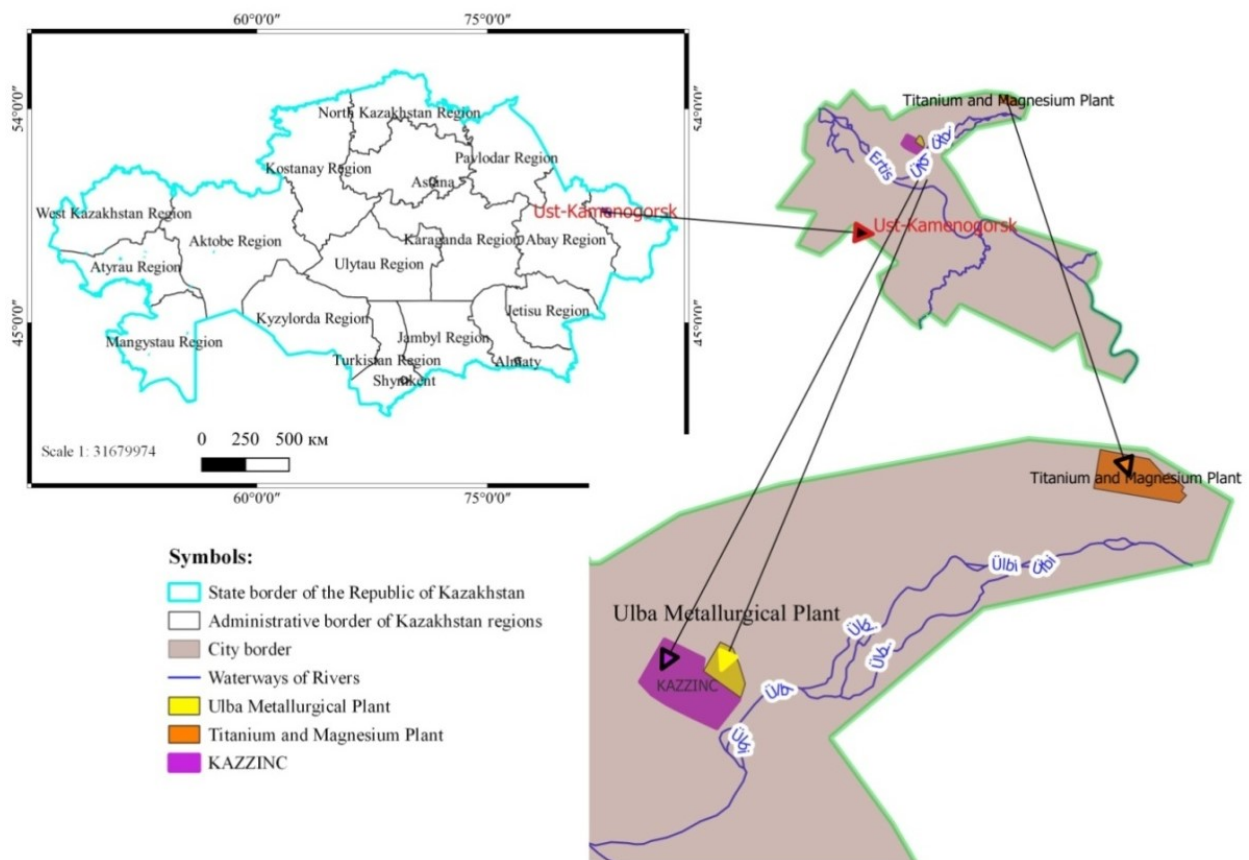 60°0'0" 75°0'0"
54°0'0"
54°0'0"
45°0'0"
45°0'0"
North Kazakhstan Region
Kostanay Region
Pavlodar Region
Astana
West Kazakhstan Region
Ust-Kamenogorsk
Aktobe Region
Karaganda Region
Abay Region
Atyrau Region
Ulytau Region
Kyzylorda Region
Jetisu Region
Mangystau Region
Jambyl Region
Turkistan Region
Almaty
Shymkent
Scale 1: 31679974
0 250 500 км
60°0'0" 75°0'0"
Titanium and Magnesium Plant
Ertis
Ülbi
Ust-Kamenogorsk
Titanium and Magnesium Plant
Ülbi
Ülbi
Ulba Metallurgical Plant
Ülbi
Ülbi
KAZZINC
Ülbi
Ülbi
Symbols:
State border of the Republic of Kazakhstan
Administrative border of Kazakhstan regions
City border
Waterways of Rivers
Ulba Metallurgical Plant
Titanium and Magnesium Plant
KAZZINC